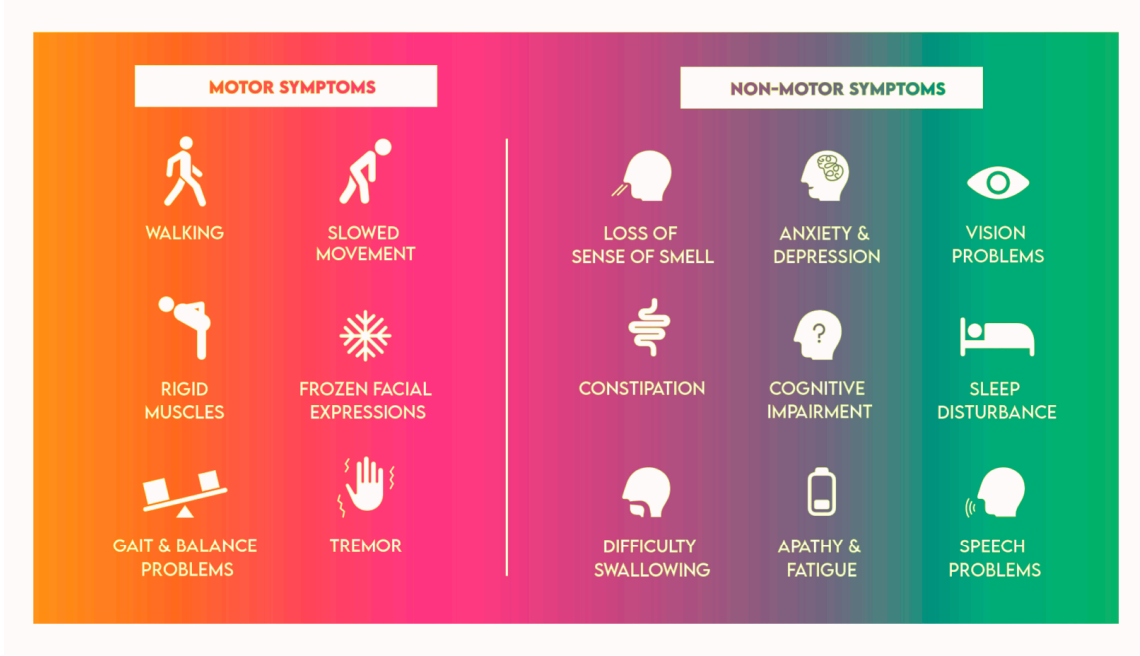 MOTOR SYMPTOMS
WALKING
SLOWED
MOVEMENT
RIGID
MUSCLES
FROZEN FACIAL
EXPRESSIONS
GAIT & BALANCE
PROBLEMS
TREMOR
NON-MOTOR SYMPTOMS
LOSS OF
SENSE OF SMELL
ANXIETY &
DEPRESSION
VISION
PROBLEMS
CONSTIPATION
?
COGNITIVE
IMPAIRMENT
SLEEP
DISTURBANCE
DIFFICULTY
SWALLOWING
APATHY &
FATIGUE
SPEECH
PROBLEMS